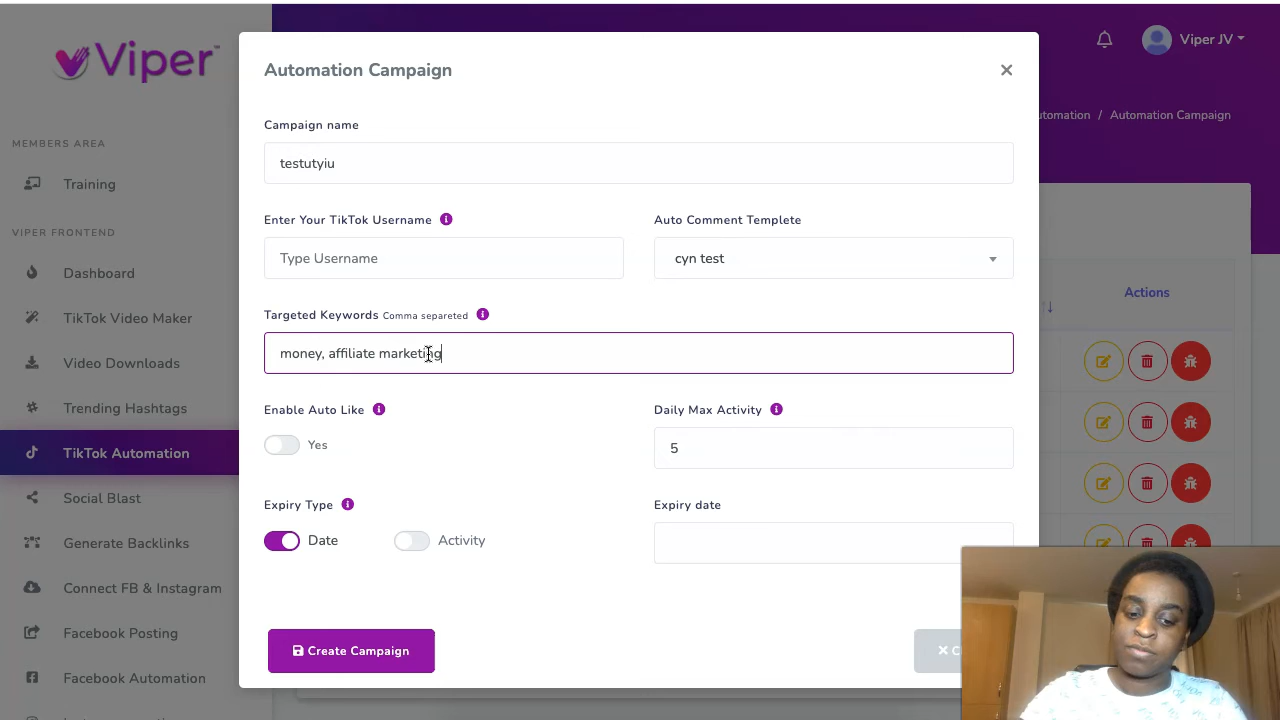 Viper™
Automation Campaign
Viper JV
utomation / Automation Campaign
MEMBERS AREA
Training
VIPER FRONTEND
Dashboard
TikTok Video Maker
Video Downloads
Trending Hashtags
TikTok Automation
Social Blast
Generate Backlinks
Connect FB & Instagram
Facebook Posting
Facebook Automation
Campaign name
testutyiu
Enter Your TikTok Username
Auto Comment Templete
Type Username
cyn test
Targeted Keywords Comma separeted
money, affiliate marketing
Enable Auto Like
Daily Max Activity
Yes
5
Expiry Type
Expiry date
Date
Activity
Create Campaign
C
Actions